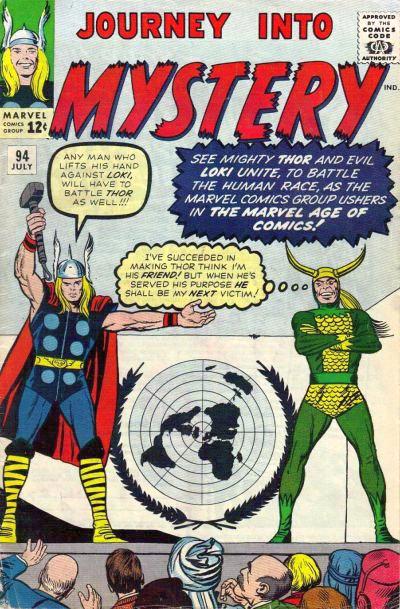 JOURNEY INTO
MYSTERY
IND.
APPROVED
BY THE
COMICS
CODE
CA
AUTHORITY
MARVEL
COMICS
GROUP 12¢
94
JULY
ANY MAN WHO
LIFTS HIS HAND
AGAINST LOKI,
WILL HAVE TO
BATTLE THOR
AS WELL!!!
SEE MIGHTY THOR AND EVIL
LOKI UNITE, TO BATTLE
THE HUMAN RACE, AS THE
MARVEL COMICS GROUP USHERS
IN THE MARVEL AGE OF
COMICS!
I'VE SUCCEEDED IN
MAKING THOR THINK I'M
HIS FRIEND! BUT WHEN HE'S
SERVED HIS PURPOSE HE
SHALL BE MY NEXT VICTIM!